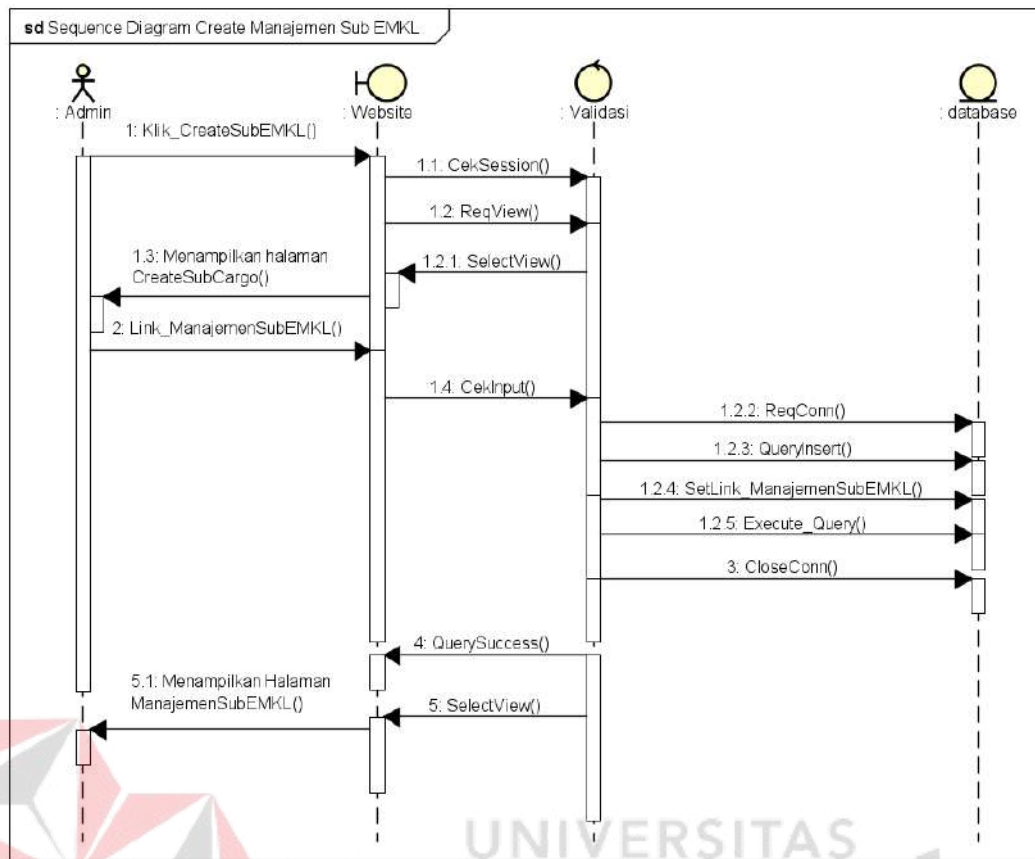 sd Sequence Diagram Create Manajemen Sub EMKL
: Admin
: Website
: Validasi
: database
1: Klik_CreateSubEMKL()
1.1: CekSession()
1.2: ReqView()
1.3: Menampilkan halaman
CreateSubCargo()
1.2.1: SelectView()
2: Link_ManajemenSubEMKL()
1.4: CekInput()
1.2.2: ReqConn()
1.2.3: QueryInsert()
1.2.4: SetLink_ManajemenSubEMKL()
1.2.5: Execute_Query()
3: CloseConn()
4: QuerySuccess()
5.1: Menampilkan Halaman
ManajemenSubEMKL()
5: SelectView()
UNIVERSITAS